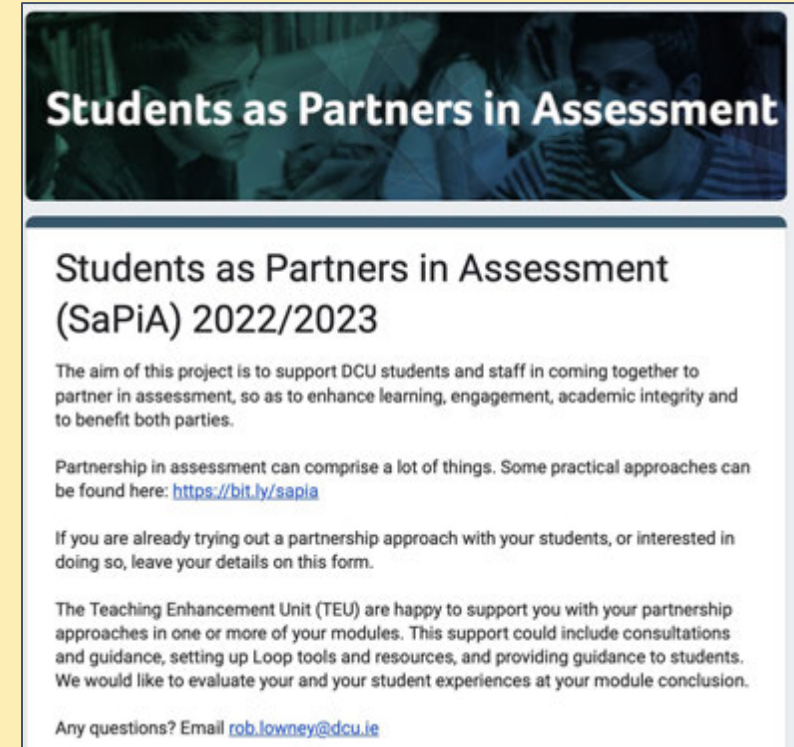 Students as Partners in Assessment
Students as Partners in Assessment
(SaPiA) 2022/2023
The aim of this project is to support DCU students and staff in coming together to
partner in assessment, so as to enhance learning, engagement, academic integrity and
to benefit both parties.
Partnership in assessment can comprise a lot of things. Some practical approaches can
be found here: https://bit.ly/sapia
If you are already trying out a partnership approach with your students, or interested in
doing so, leave your details on this form.
The Teaching Enhancement Unit (TEU) are happy to support you with your partnership
approaches in one or more of your modules. This support could include consultations
and guidance, setting up Loop tools and resources, and providing guidance to students.
We would like to evaluate your and your student experiences at your module conclusion.
Any questions? Email rob.lowney@dcu.ie